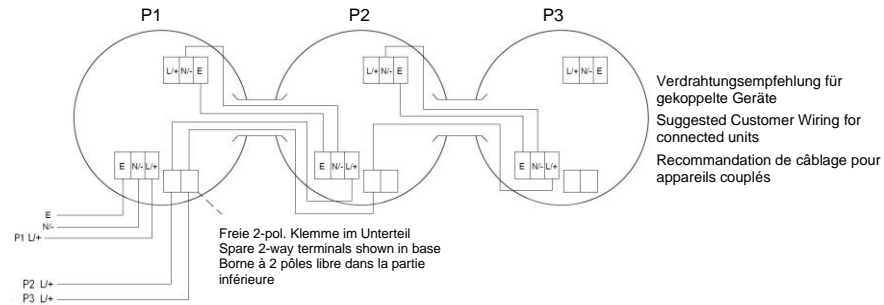 P1 P2 P3
L/+ N/- E
L/+ N/- E
L/+ N/- E
Verdrahtungsempfehlung für
gekoppelte Geräte
Suggested Customer Wiring for
connected units
Recommandation de câblage pour
appareils couplés
E N/- L/+
E N/- L/+
E N/- L/+
E
N/-
P1 L/+
Freie 2-pol. Klemme im Unterteil
Spare 2-way terminals shown in base
Borne à 2 pôles libre dans la partie
inférieure
P2 L/+
P3 L/+